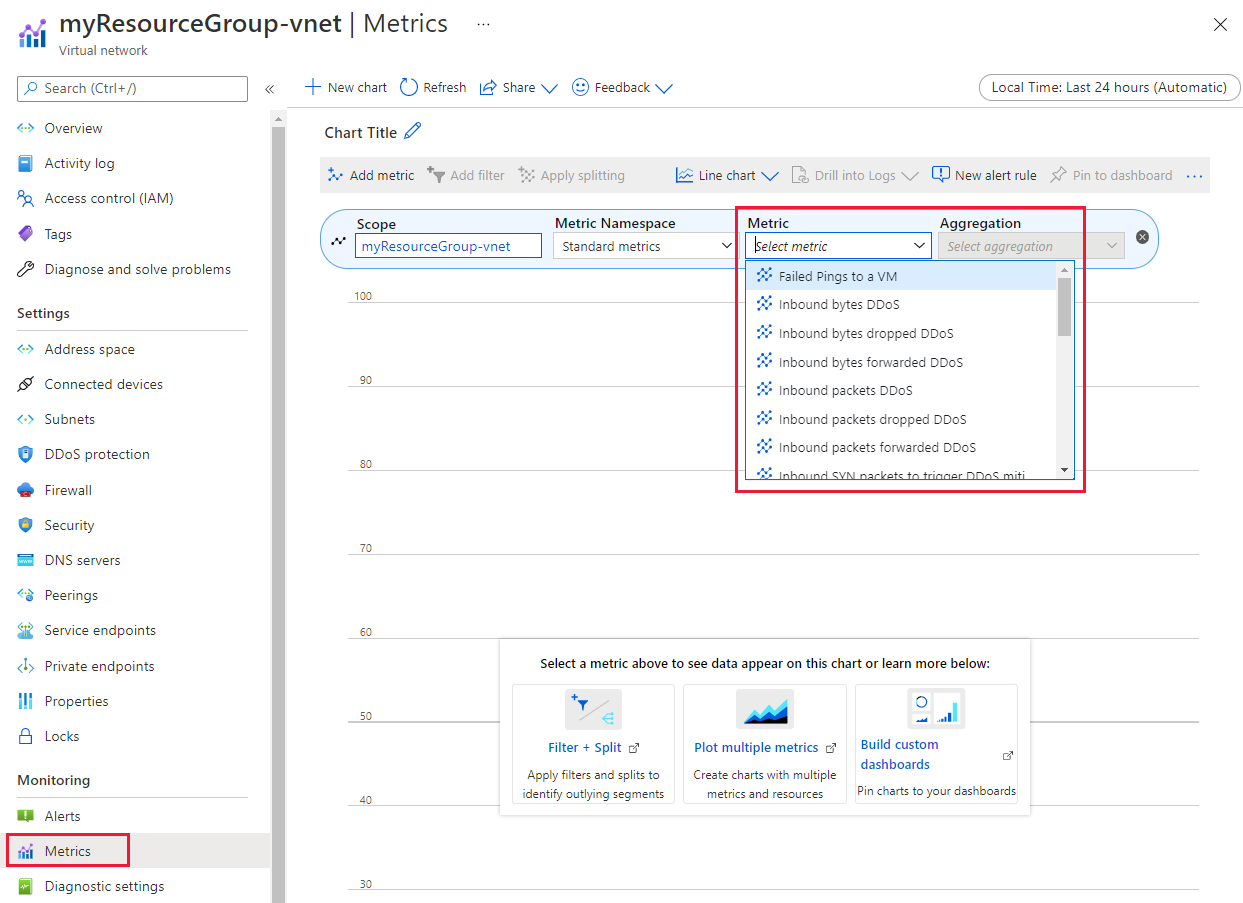 myResourceGroup-vnet | Metrics ...
Virtual network
Search (Ctrl+/)
«
New chart Refresh Share Feedback
Local Time: Last 24 hours (Automatic)
Overview
Activity log
Access control (IAM)
Tags
Diagnose and solve problems
Settings
Address space
Connected devices
Subnets
DDoS protection
Firewall
Security
DNS servers
Peerings
Service endpoints
Private endpoints
Properties
Locks
Monitoring
Alerts
Metrics
Diagnostic settings
Chart Title
Add metric Add filter Apply splitting Line chart Drill into Logs New alert rule Pin to dashboard ...
Scope Metric Namespace Metric Aggregation
myResourceGroup-vnet Standard metrics Select metric Select aggregation
Failed Pings to a VM
Inbound bytes DDoS
Inbound bytes dropped DDoS
Inbound bytes forwarded DDoS
Inbound packets DDoS
Inbound packets dropped DDoS
Inbound packets forwarded DDoS
Inbound SYN packets to trigger DDoS miti
100
90
80
70
60
50
40
30
Select a metric above to see data appear on this chart or learn more below:
Filter + Split
Apply filters and splits to
identify outlying segments
Plot multiple metrics
Create charts with multiple
metrics and resources
Build custom
dashboards
Pin charts to your dashboards